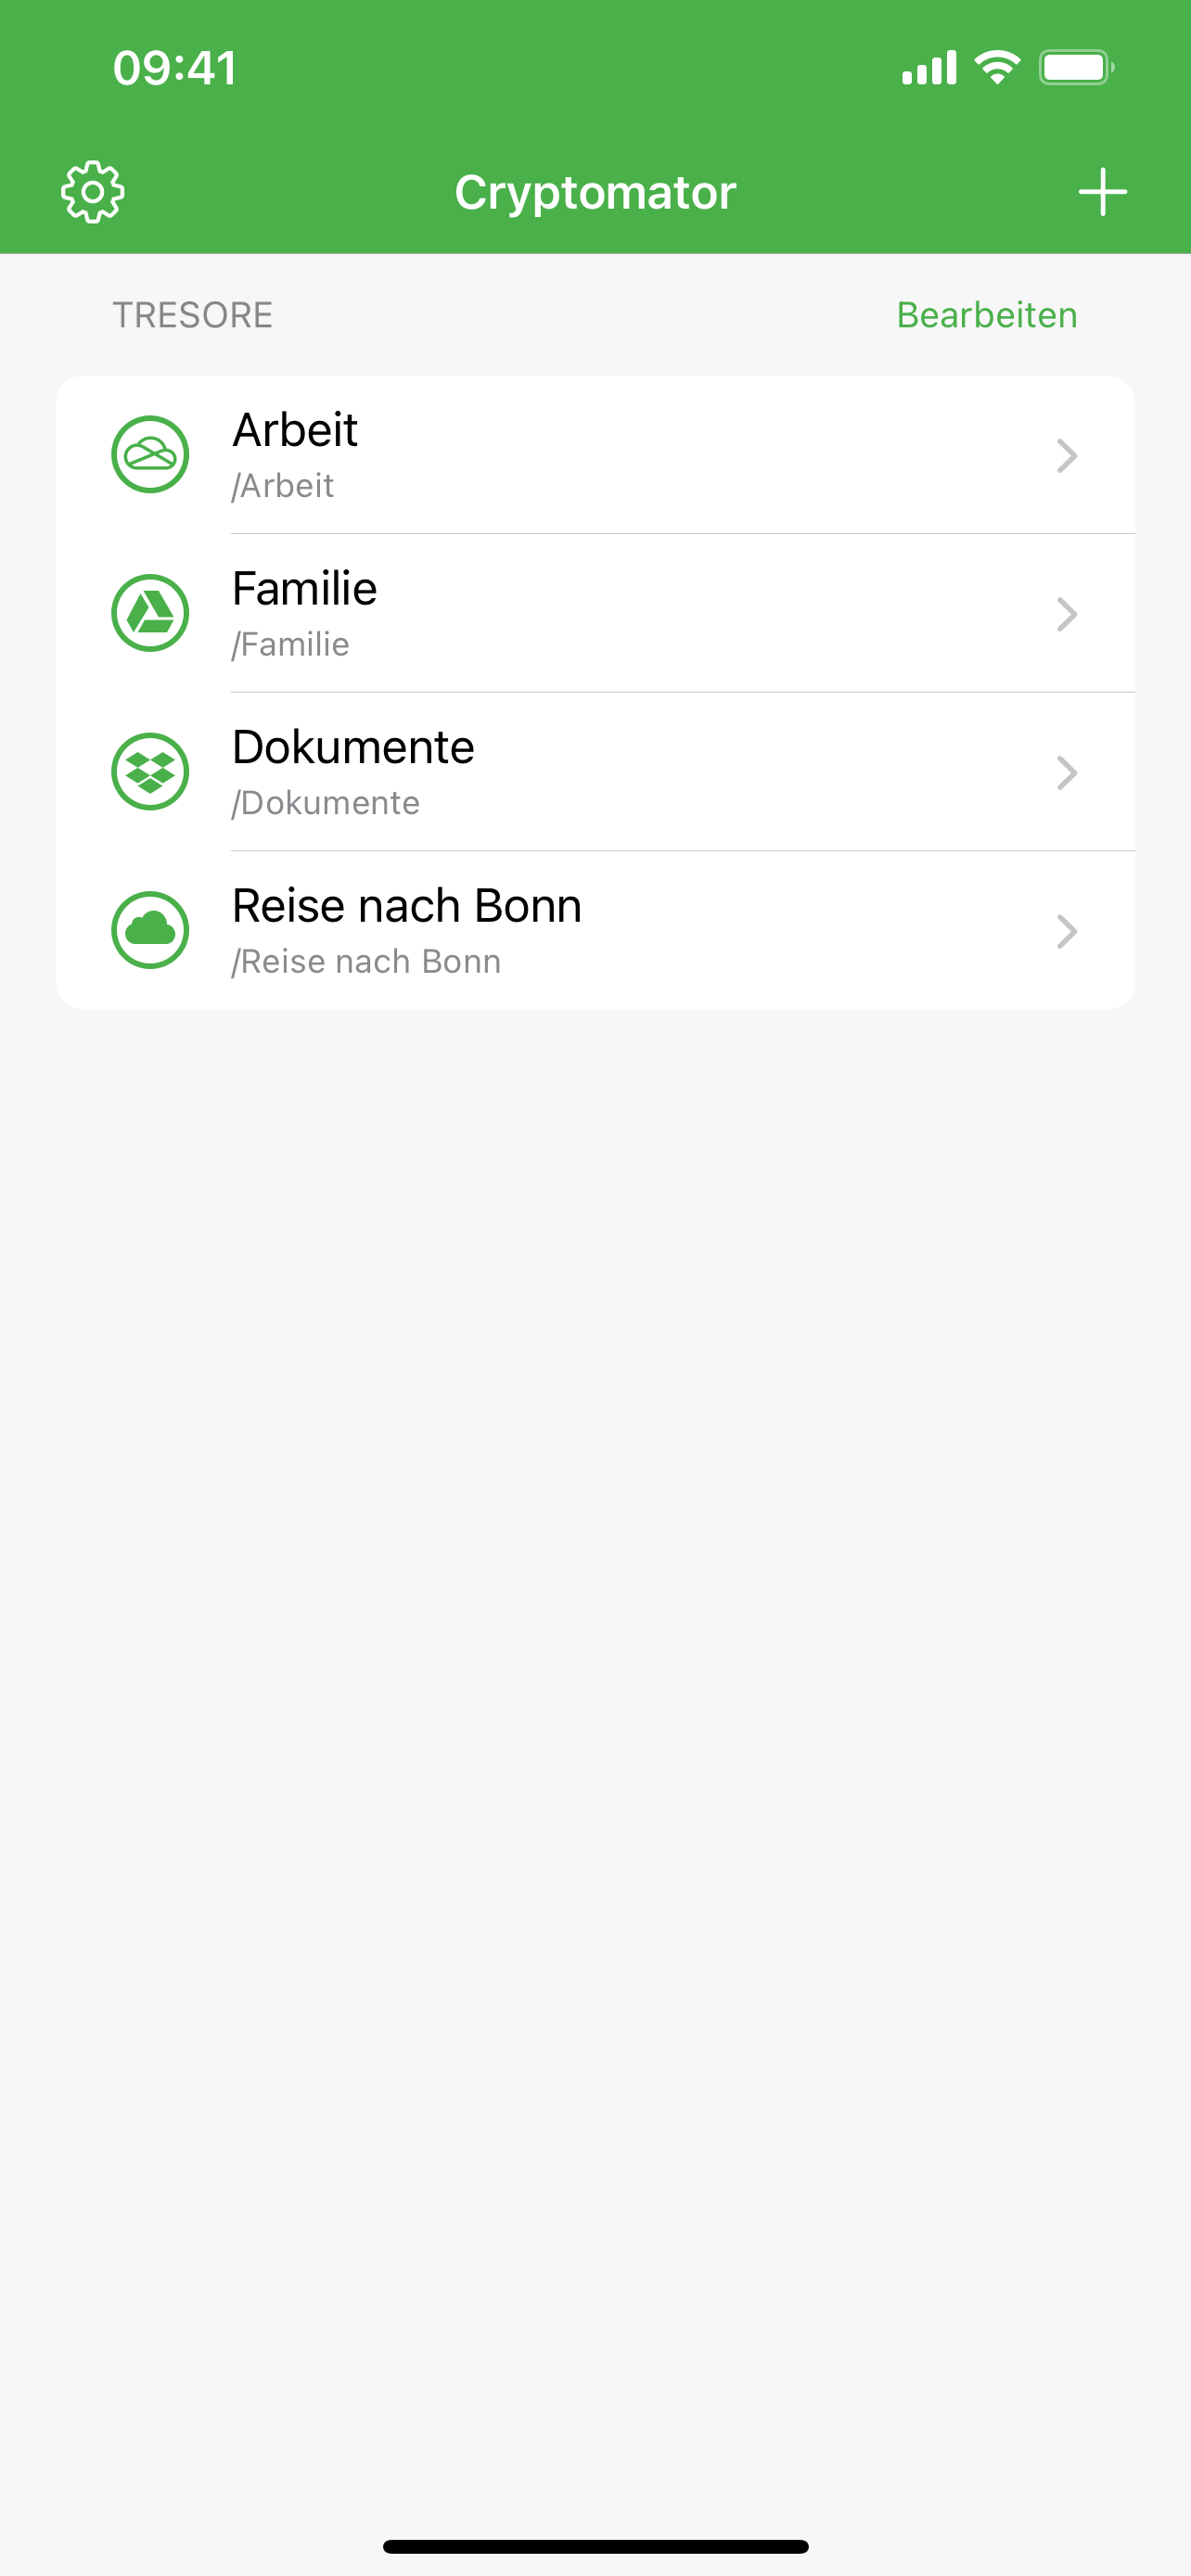 09:41
Cryptomator
TRESORE
Bearbeiten
Arbeit
/Arbeit
Familie
/Familie
Dokumente
/Dokumente
Reise nach Bonn
/Reise nach Bonn